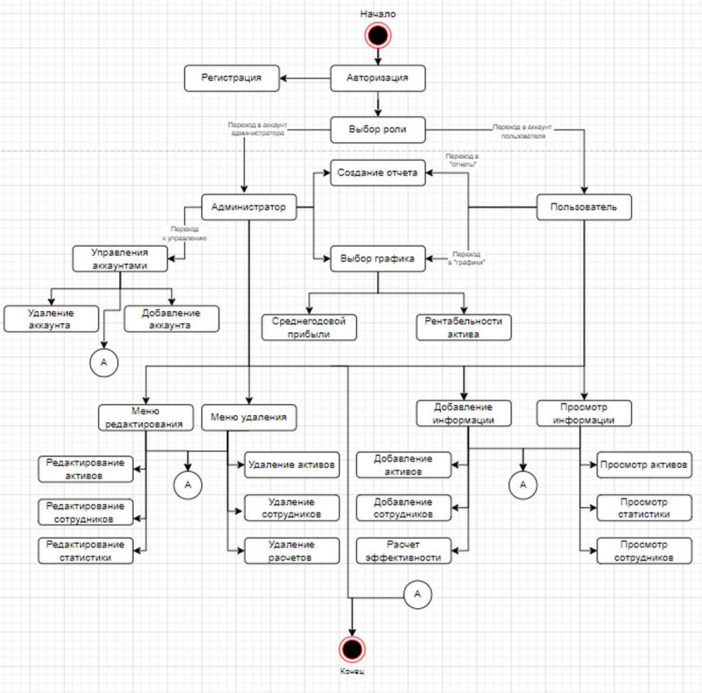 Начало
Регистрация
Авторизация
Переход в аккаунт
администратора
Выбор роли
Переход в аккаунт
пользователя
Создание отчета
Переход в
"отчеты"
Администратор
Пользователь
Переход
к управлению
Управления
аккаунтами
Выбор графика
Переход
в "графики"
Удаление
аккаунта
Добавление
аккаунта
Среднегодовой
прибыли
Рентабельности
актива
А
Меню
редактирования
Меню удаления
Добавление
информации
Просмотр
информации
Редактирование
активов
А
Удаление активов
Добавление
активов
А
Просмотр активов
Редактирование
сотрудников
Удаление
сотрудников
Добавление
сотрудников
Просмотр
статистики
Редактирование
статистики
Удаление
расчетов
Расчет
эффективности
Просмотр
сотрудников
А
Конец